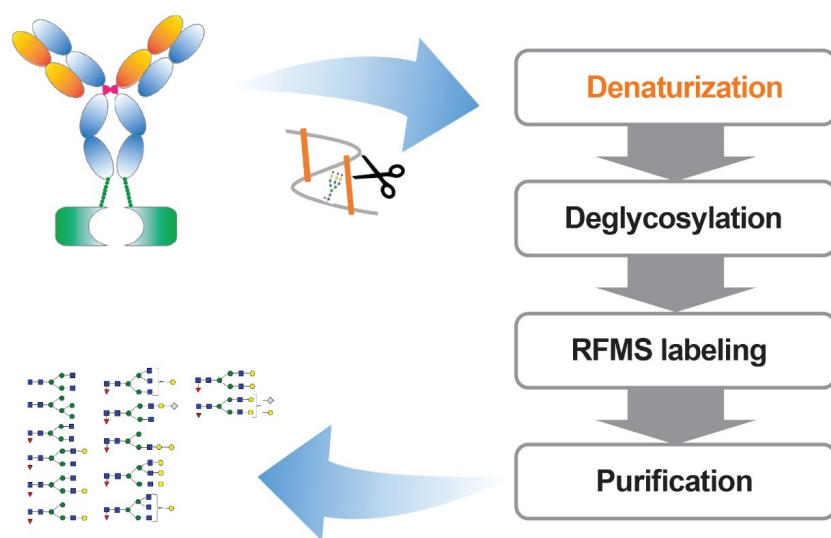 Denaturization
Deglycosylation
RFMS labeling
Purification